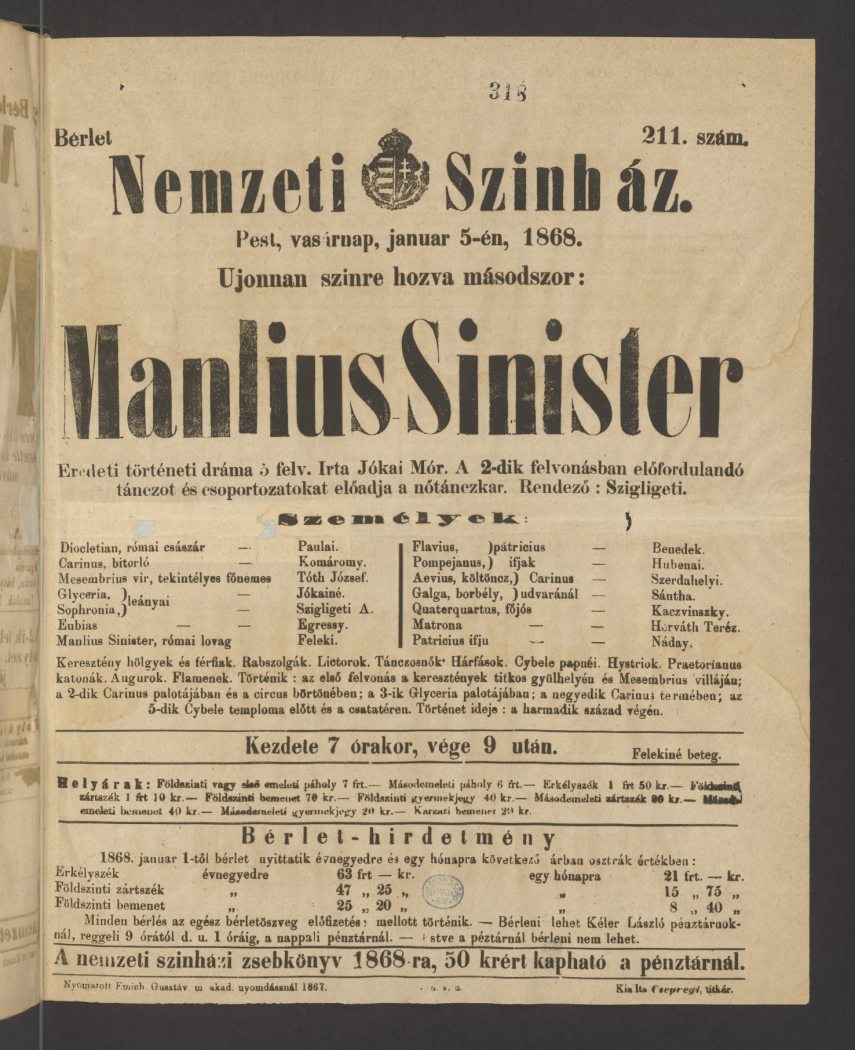 318
Bérlet 211. szám.
Nemzeti Szinház.
Pest, vasárnap, januar 5-én, 1868.
Ujonnan szinre hozva másodszor:
Manlius Sinister
Eredeti történeti dráma 5 felv. Irta Jókai Mór. A 2-dik felvonásban előfordulandó
tánczot és csoportozatokat előadja a nőtánczkar. Rendező : Szigligeti.
Személyek:
Diocletian, római császár — Paulai.
Carinus, bitorló — Komáromy.
Mesembrius vir, tekintélyes főnemes Tóth József.
Glyceria, )leányai — Jókainé.
Sophronia,) — Szigligeti A.
Eubias — — Egressy.
Manlius Sinister, római lovag Feleki.
Flavius, )pátricius — Benedek.
Pompejanus,) ifjak — Hubenai.
Aevius, költöncz,) Carinus — Szerdahelyi.
Galga, borbély, ) udvaránál — Sántha.
Quaterquartus, főjós — Kaczvinszky.
Matrona — — Horváth Teréz.
Patricius ifju — — Náday.
Keresztény hölgyek és férfiak. Rabszolgák. Lictorok. Tánczosnők' Hárfások. Cybele papnéi. Hystriok. Praetorianus
katonák. Augurok. Flamenek. Történik : az első felvonás a keresztények titkos gyülhelyén és Mesembrius villáján;
a 2-dik Carinus palotájában és a circus börtönében; a 3-ik Glyceria palotájában; a negyedik Carinus termében; az
5-dik Cybele temploma előtt és a csatatéren. Történet ideje : a harmadik század végén.
Kezdete 7 órakor, vége 9 után. Felekiné beteg.
Helyárak: Földszinti vagy első emeleti páholy 7 frt.— Másodemeleti páholy 6 frt.— Erkélyszék 1 frt 50 kr.— Földszinti
zártszék 1 frt 10 kr.— Földszinti bemenet 70 kr.— Földszinti gyermekjegy 40 kr.— Másodemeleti zártszék 80 kr.— Másod-
emeleti bemenet 40 kr.— Másodemeleti gyermekjegy 20 kr.— Karzati bemenet 20 kr.
Bérlet-hirdetmény
1868. januar 1-től bérlet nyittatik évnegyedre és egy hónapra következő árban osztrák értékben :
Erkélyszék évnegyedre 63 frt — kr. egy hónapra 21 frt. — kr.
Földszinti zártszék „ 47 „ 25 „ „ 15 „ 75 „
Földszinti bemenet „ 25 „ 20 „ „ 8 „ 40 „
Minden bérlés az egész bérletöszveg előfizetése mellott történik. — Bérleni lehet Kéler László pénztárnok-
nál, reggeli 9 órától d. u. 1 óráig, a nappali pénztárnál. — stve a péztárnál bérleni nem lehet.
A nemzeti szinházi zsebkönyv 1868-ra, 50 krért kapható a pénztárnál.
Nyomatott Emich Gusztáv m akad. nyomdásznál 1867. Kiadta Csepregi, titkár.